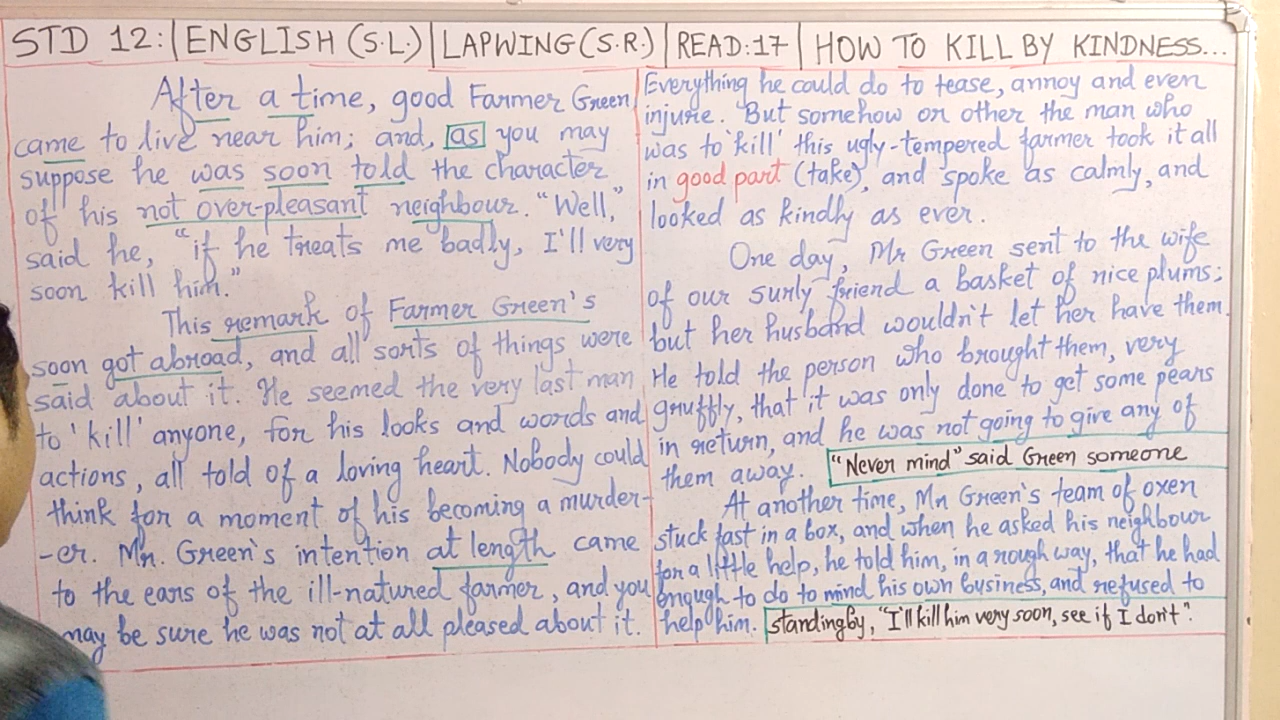 STD 12: | ENGLISH (S.L.) | LAPWING (S.R.) | READ: 17 | HOW TO KILL BY KINDNESS...
After a time, good Farmer Green
came to live near him; and, as you may
suppose he was soon told the character
of his not over-pleasant neighbour. "Well,"
said he, "if he treats me badly, I'll very
soon kill him."
This remark of Farmer Green's
soon got abroad, and all sorts of things were
said about it. He seemed the very last man
to 'kill' anyone, for his looks and words and
actions, all told of a loving heart. Nobody could
think for a moment of his becoming a murder-
-er. Mr. Green's intention at length came
to the ears of the ill-natured farmer, and you
may be sure he was not at all pleased about it.
Everything he could do to tease, annoy and even
injure. But somehow or other the man who
was to 'kill' this ugly-tempered farmer took it all
in good part (take), and spoke as calmly, and
looked as kindly as ever.
One day, Mr Green sent to the wife
of our surly friend a basket of nice plums;
but her husband wouldn't let her have them.
He told the person who brought them, very
gruffly, that it was only done to get some pears
in return, and he was not going to give any of
them away. "Never mind" said Green someone
At another time, Mr Green's team of oxen
stuck fast in a box, and when he asked his neighbour
for a little help, he told him, in a rough way, that he had
enough to do to mind his own business, and refused to
help him. standing by, "I'll kill him very soon, see if I don't".